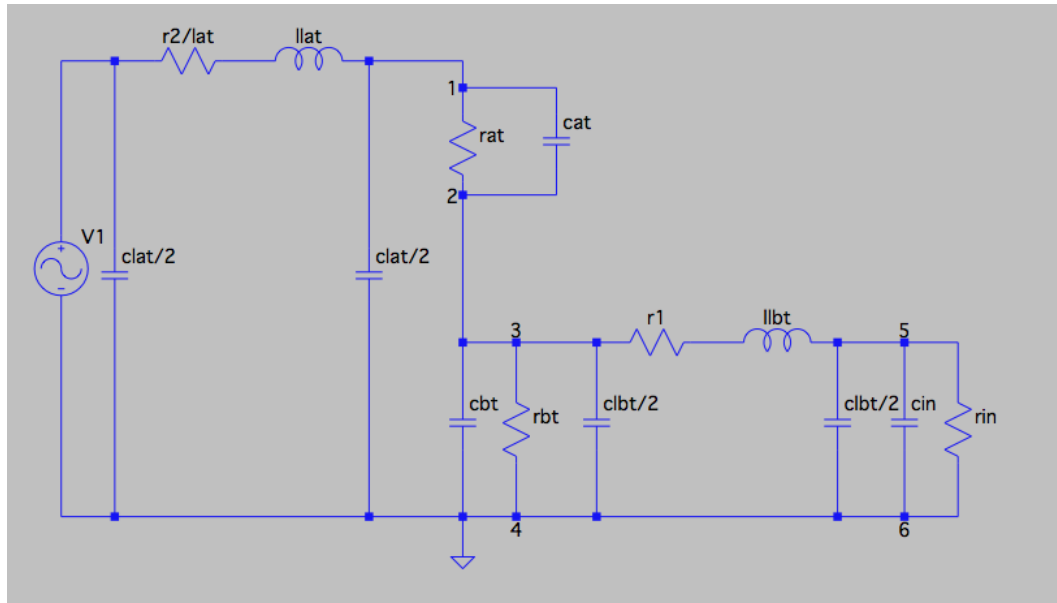 r2/lat
llat
1
cat
rat
2
V1
+
−
clat/2
clat/2
3
r1
llbt
5
cbt
rbt
clbt/2
clbt/2
cin
rin
4
6